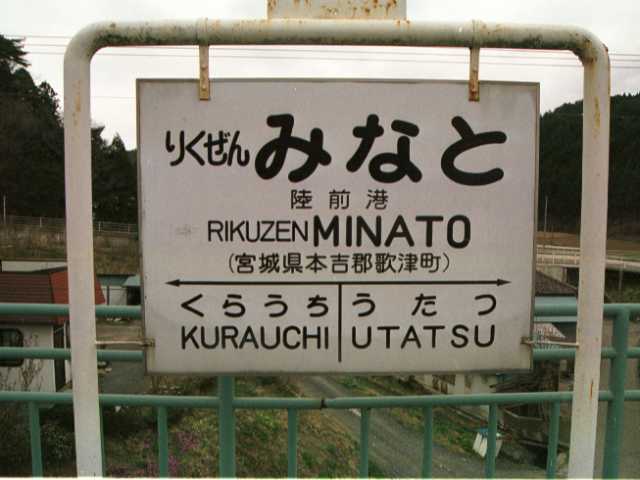 りくぜん みなと
陸前港
RIKUZEN MINATO
(宮城県本吉郡歌津町)
くらうち うたつ
KURAUCHI UTATSU